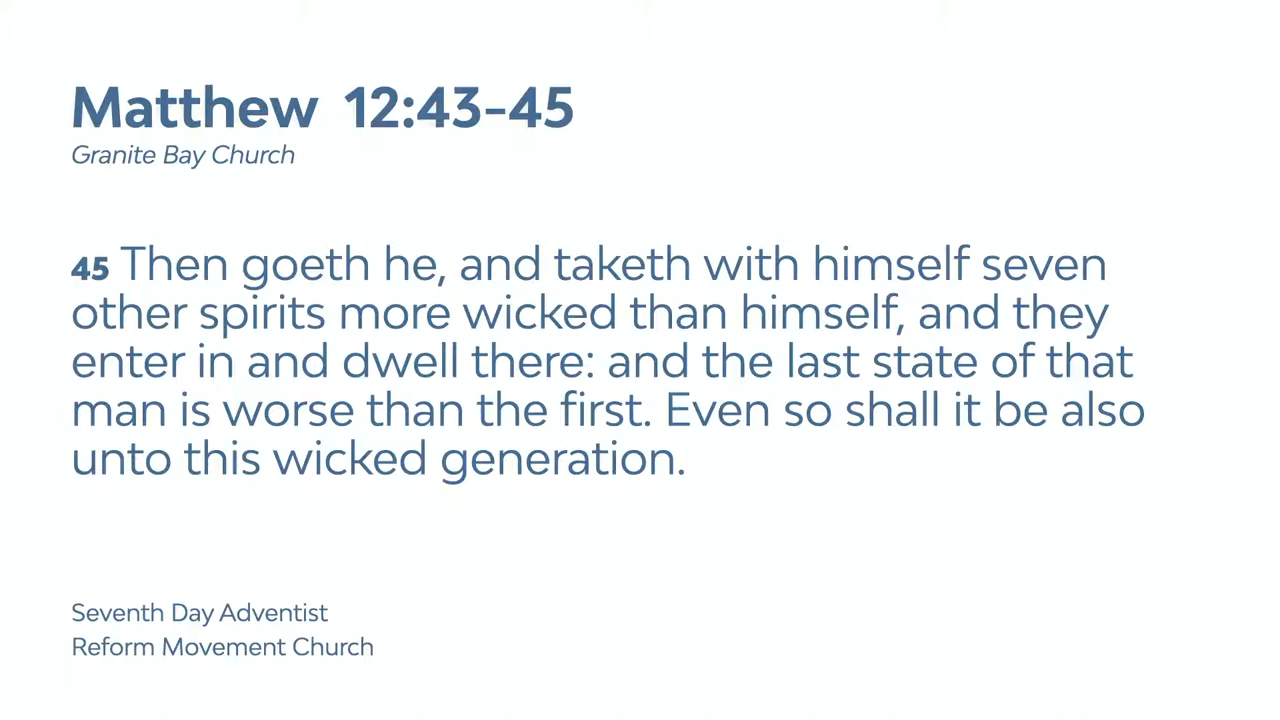 Matthew 12:43-45
Granite Bay Church
45 Then goeth he, and taketh with himself seven
other spirits more wicked than himself, and they
enter in and dwell there: and the last state of that
man is worse than the first. Even so shall it be also
unto this wicked generation.
Seventh Day Adventist
Reform Movement Church